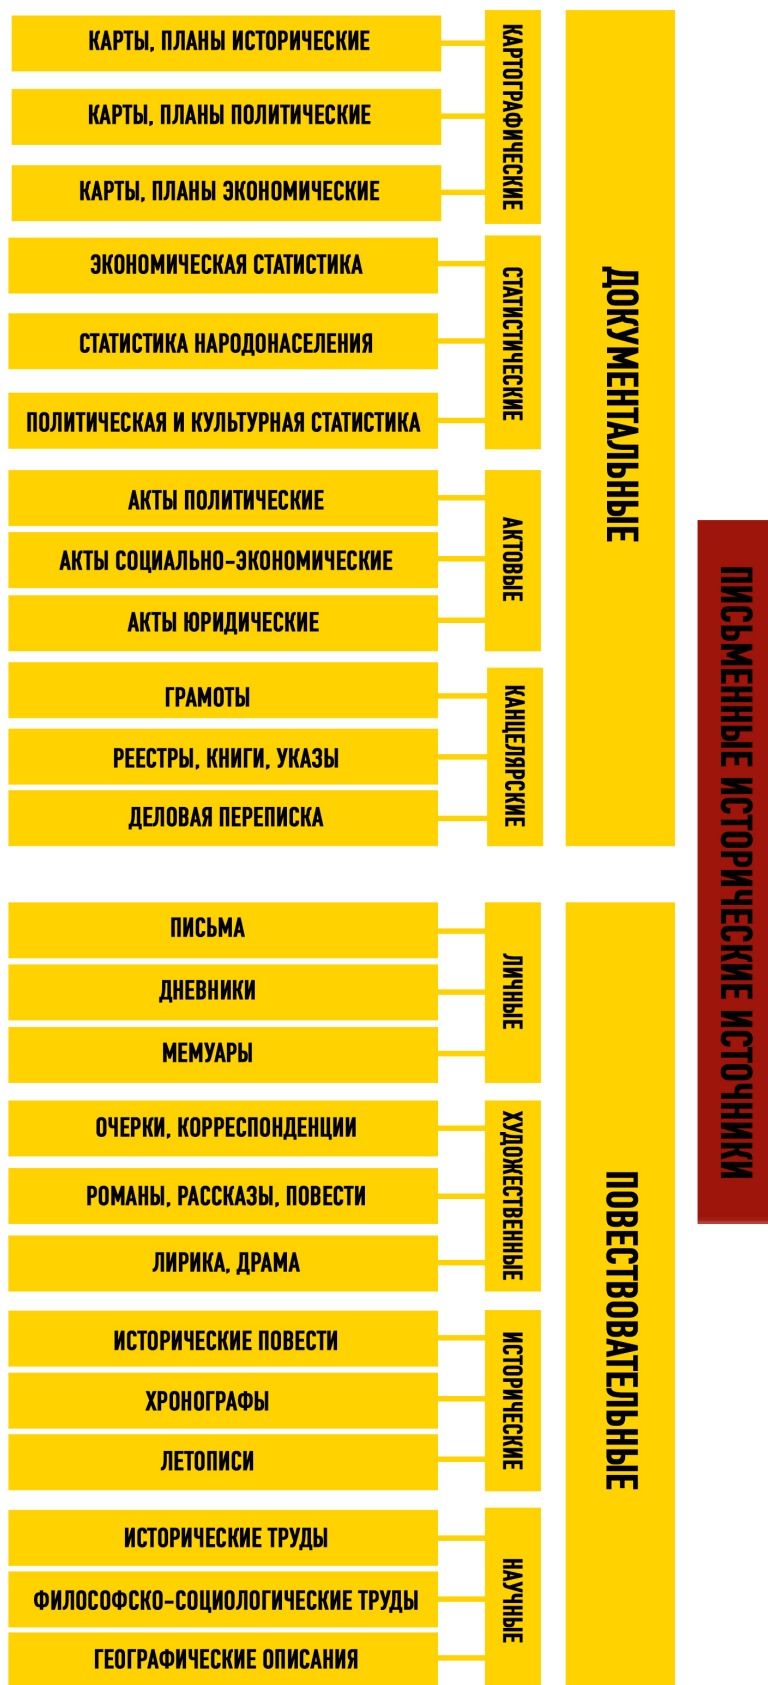 КАРТЫ, ПЛАНЫ ИСТОРИЧЕСКИЕ
КАРТЫ, ПЛАНЫ ПОЛИТИЧЕСКИЕ
КАРТЫ, ПЛАНЫ ЭКОНОМИЧЕСКИЕ
КАРТОГРАФИЧЕСКИЕ
ЭКОНОМИЧЕСКАЯ СТАТИСТИКА
СТАТИСТИКА НАРОДОНАСЕЛЕНИЯ
ПОЛИТИЧЕСКАЯ И КУЛЬТУРНАЯ СТАТИСТИКА
СТАТИСТИЧЕСКИЕ
АКТЫ ПОЛИТИЧЕСКИЕ
АКТЫ СОЦИАЛЬНО-ЭКОНОМИЧЕСКИЕ
АКТЫ ЮРИДИЧЕСКИЕ
АКТОВЫЕ
ГРАМОТЫ
РЕЕСТРЫ, КНИГИ, УКАЗЫ
ДЕЛОВАЯ ПЕРЕПИСКА
КАНЦЕЛЯРСКИЕ
ДОКУМЕНТАЛЬНЫЕ
ПИСЬМА
ДНЕВНИКИ
МЕМУАРЫ
ЛИЧНЫЕ
ОЧЕРКИ, КОРРЕСПОНДЕНЦИИ
РОМАНЫ, РАССКАЗЫ, ПОВЕСТИ
ЛИРИКА, ДРАМА
ХУДОЖЕСТВЕННЫЕ
ИСТОРИЧЕСКИЕ ПОВЕСТИ
ХРОНОГРАФЫ
ЛЕТОПИСИ
ИСТОРИЧЕСКИЕ
ИСТОРИЧЕСКИЕ ТРУДЫ
ФИЛОСОФСКО-СОЦИОЛОГИЧЕСКИЕ ТРУДЫ
ГЕОГРАФИЧЕСКИЕ ОПИСАНИЯ
НАУЧНЫЕ
ПОВЕСТВОВАТЕЛЬНЫЕ
ПИСЬМЕННЫЕ ИСТОРИЧЕСКИЕ ИСТОЧНИКИ